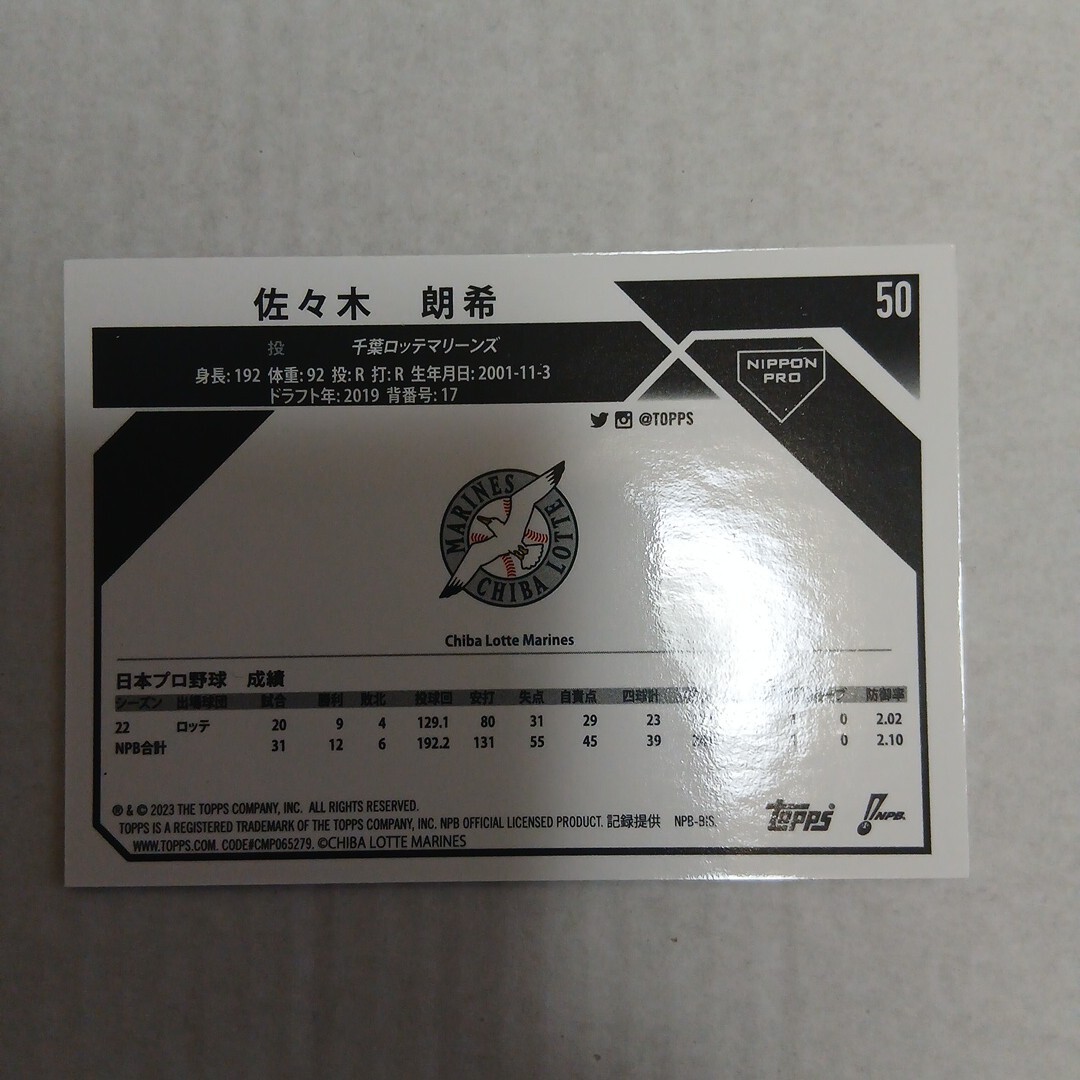 佐々木 朗希
50
投 千葉ロッテマリーンズ
身長: 192 体重: 92 投: R 打: R 生年月日: 2001-11-3
ドラフト年: 2019 背番号: 17
NIPPON
PRO
@TOPPS
MARINES
CHIBA LOTTE
Chiba Lotte Marines
日本プロ野球 成績
シーズン 出場球団 試合 勝利 敗北 投球回 安打 失点 自責点 四球計 防御率
22 ロッテ 20 9 4 129.1 80 31 29 23 1 0 2.02
NPB合計 31 12 6 192.2 131 55 45 39 1 0 2.10
® & © 2023 THE TOPPS COMPANY, INC. ALL RIGHTS RESERVED.
TOPPS IS A REGISTERED TRADEMARK OF THE TOPPS COMPANY, INC. NPB OFFICIAL LICENSED PRODUCT. 記録提供 NPB-BIS
WWW.TOPPS.COM. CODE#CMP065279. ©CHIBA LOTTE MARINES
Topps
NPB